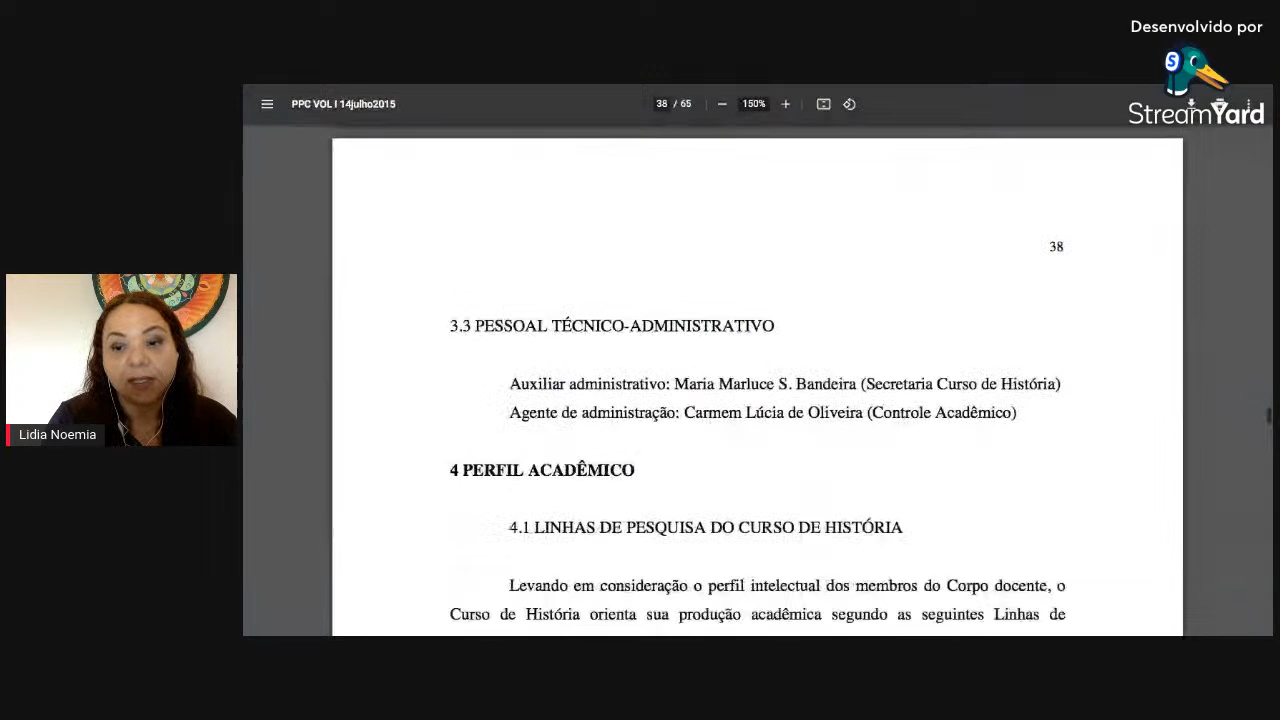 Desenvolvido por
StreamYard
PPC VOL I 14julho2015
38 / 65
150%
38
3.3 PESSOAL TÉCNICO-ADMINISTRATIVO
Auxiliar administrativo: Maria Marluce S. Bandeira (Secretaria Curso de História)
Agente de administração: Carmem Lúcia de Oliveira (Controle Acadêmico)
4 PERFIL ACADÊMICO
4.1 LINHAS DE PESQUISA DO CURSO DE HISTÓRIA
Levando em consideração o perfil intelectual dos membros do Corpo docente, o
Curso de História orienta sua produção acadêmica segundo as seguintes Linhas de
Lidia Noemia